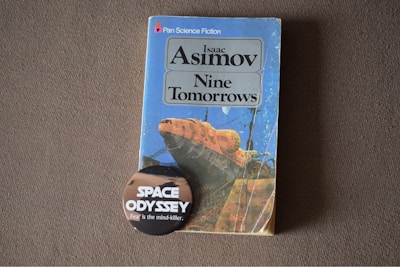 Pan Science Fiction
Isaac
Asimov
Nine
Tomorrows
SPACE
ODYSSEY
Fear is the mind-killer.